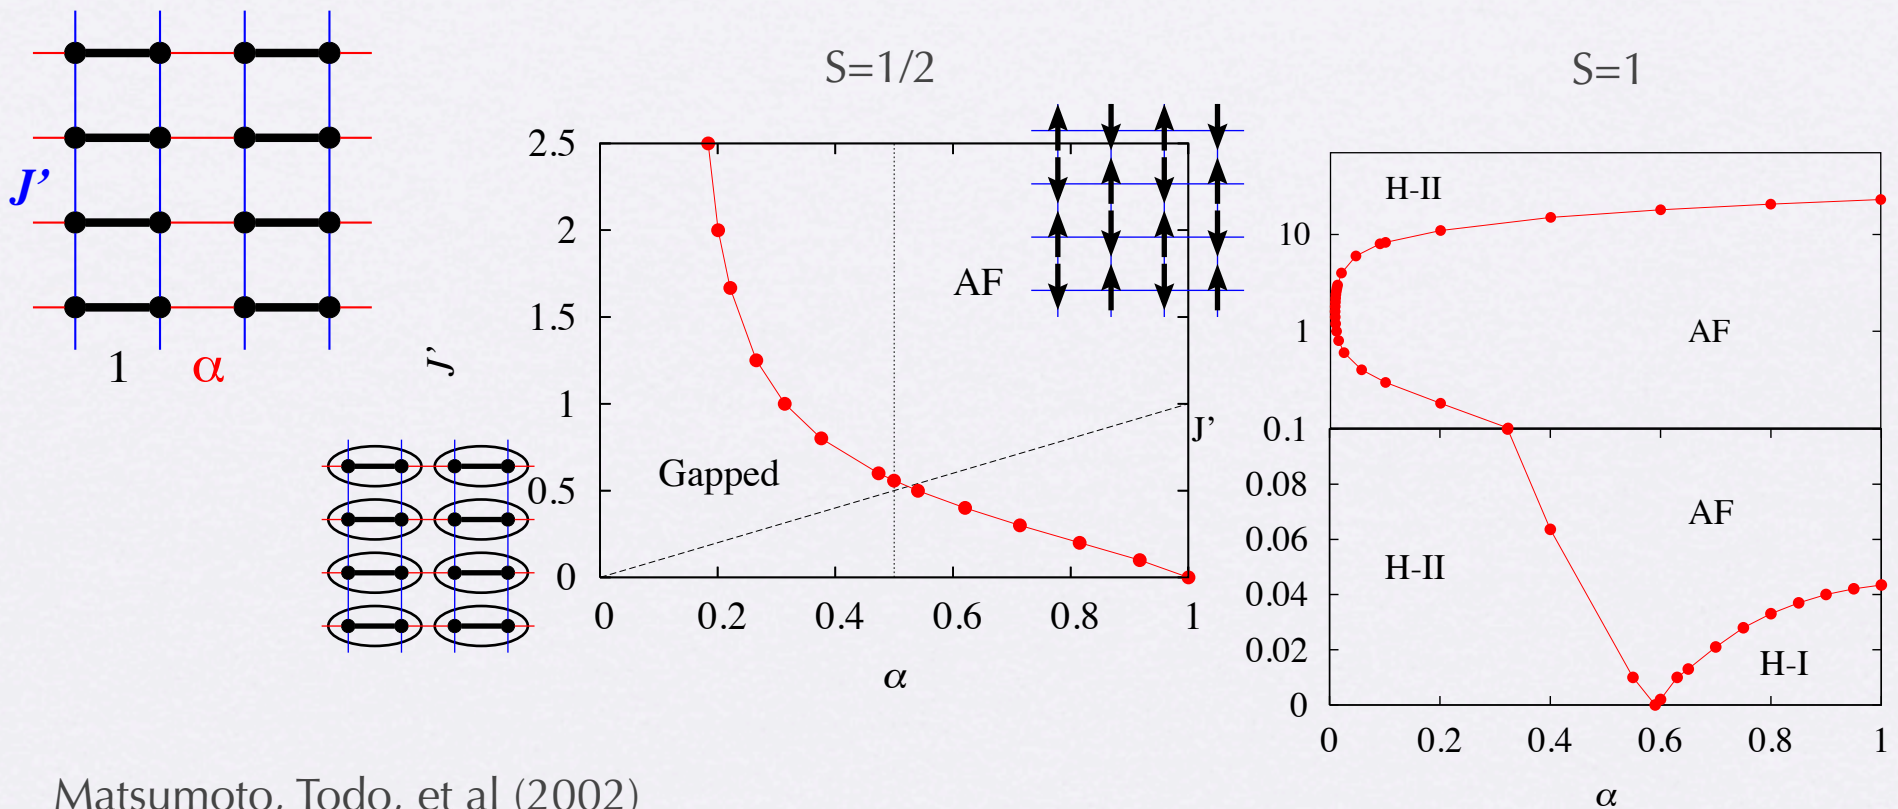 J'
1 α
S=1/2
J'
2.5
2
1.5
1
0.5
0
AF
Gapped
0 0.2 0.4 0.6 0.8 1
α
S=1
J'
H-II
10
1
0.1
AF
0.08
0.06
0.04
0.02
0
AF
H-II
H-I
0 0.2 0.4 0.6 0.8 1
α
Matsumoto, Todo, et al (2002)